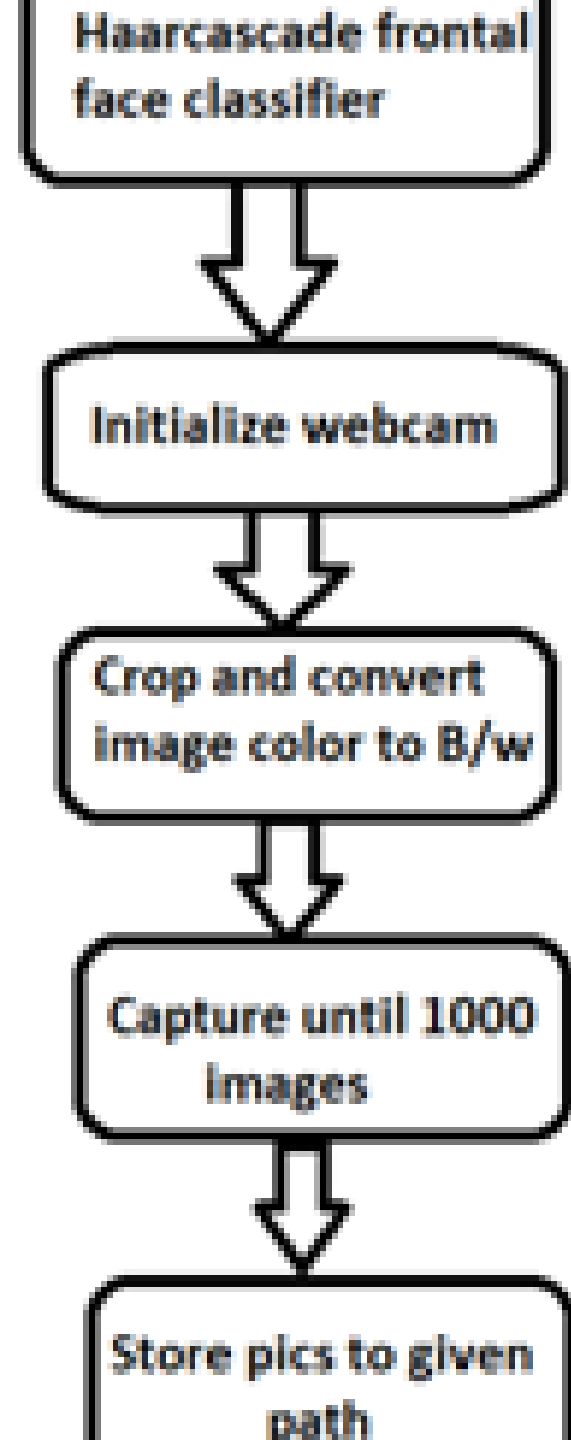 Haarcascade frontal
face classifier
Initialize webcam
Crop and convert
image color to B/w
Capture until 1000
images
Store pics to given
path